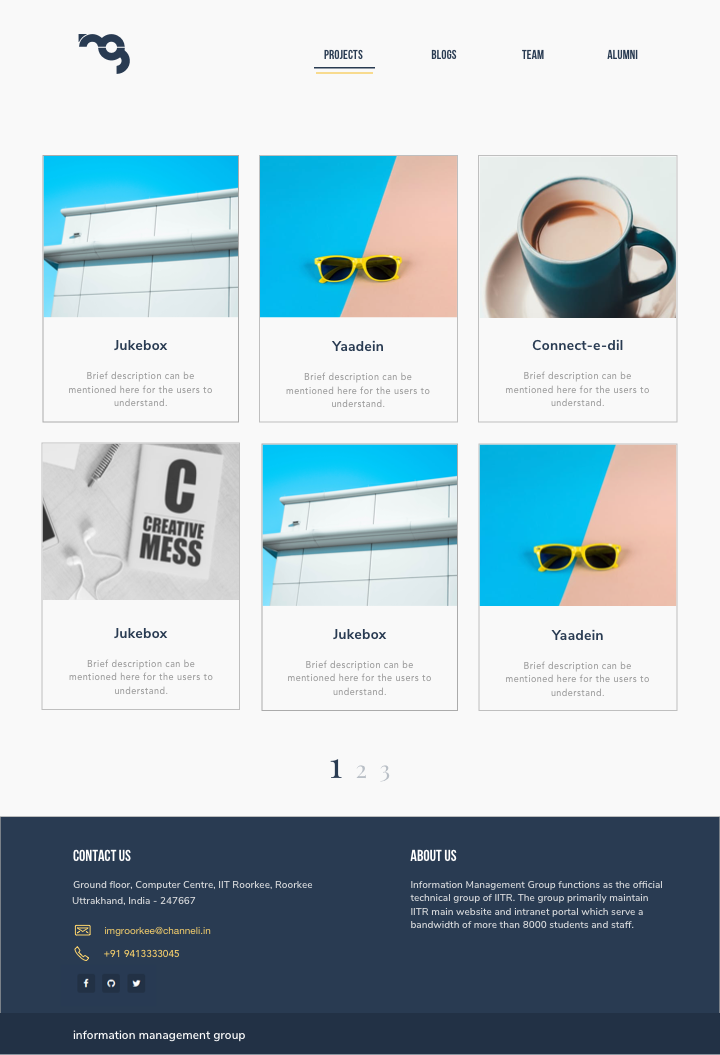 PROJECTS
BLOGS
TEAM
ALUMNI
Jukebox
Brief description can be
mentioned here for the users to
understand.
Yaadein
Brief description can be
mentioned here for the users to
understand.
Connect-e-dil
Brief description can be
mentioned here for the users to
understand.
C
CREATIVE
MESS
Jukebox
Brief description can be
mentioned here for the users to
understand.
Jukebox
Brief description can be
mentioned here for the users to
understand.
Yaadein
Brief description can be
mentioned here for the users to
understand.
1 2 3
CONTACT US
Ground floor, Computer Centre, IIT Roorkee, Roorkee
Uttrakhand, India - 247667
imgroorkee@channeli.in
+91 9413333045
ABOUT US
Information Management Group functions as the official
technical group of IITR. The group primarily maintain
IITR main website and intranet portal which serve a
bandwidth of more than 8000 students and staff.
information management group